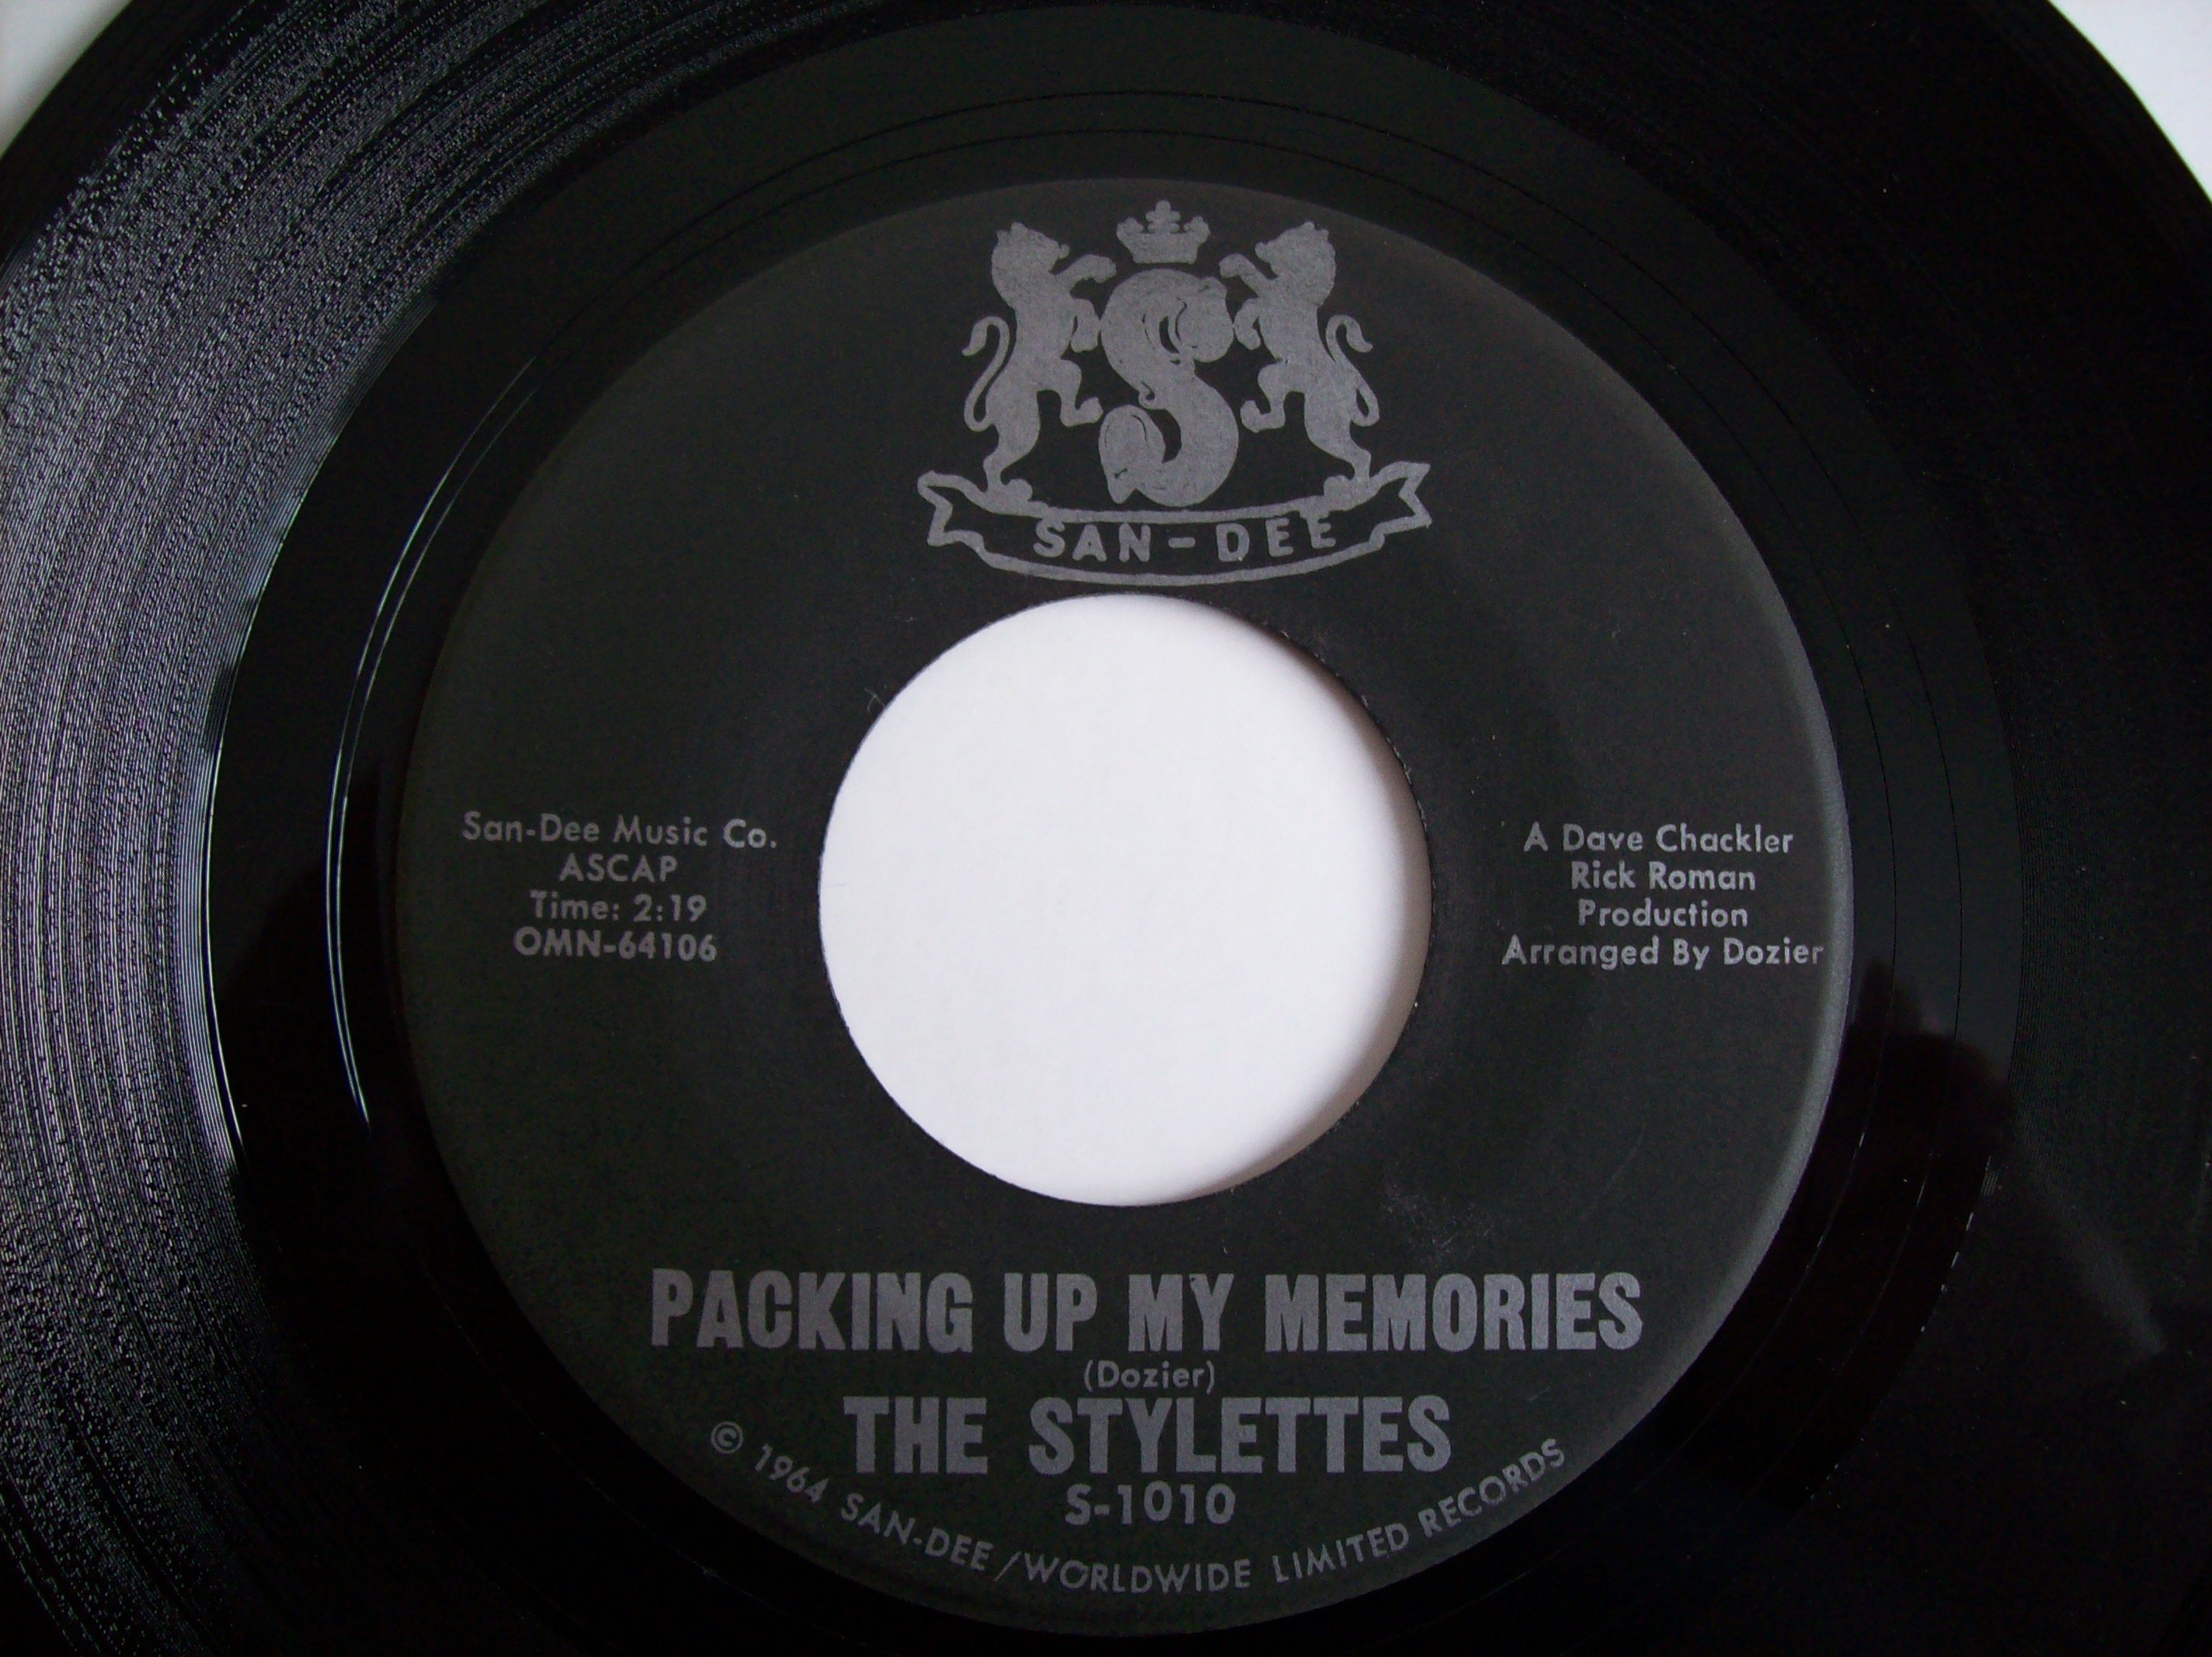 S
SAN-DEE
San-Dee Music Co.
ASCAP
Time: 2:19
OMN-64106
A Dave Chackler
Rick Roman
Production
Arranged By Dozier
PACKING UP MY MEMORIES
(Dozier)
THE STYLETTES
S-1010
© 1964 SAN-DEE/WORLDWIDE LIMITED RECORDS